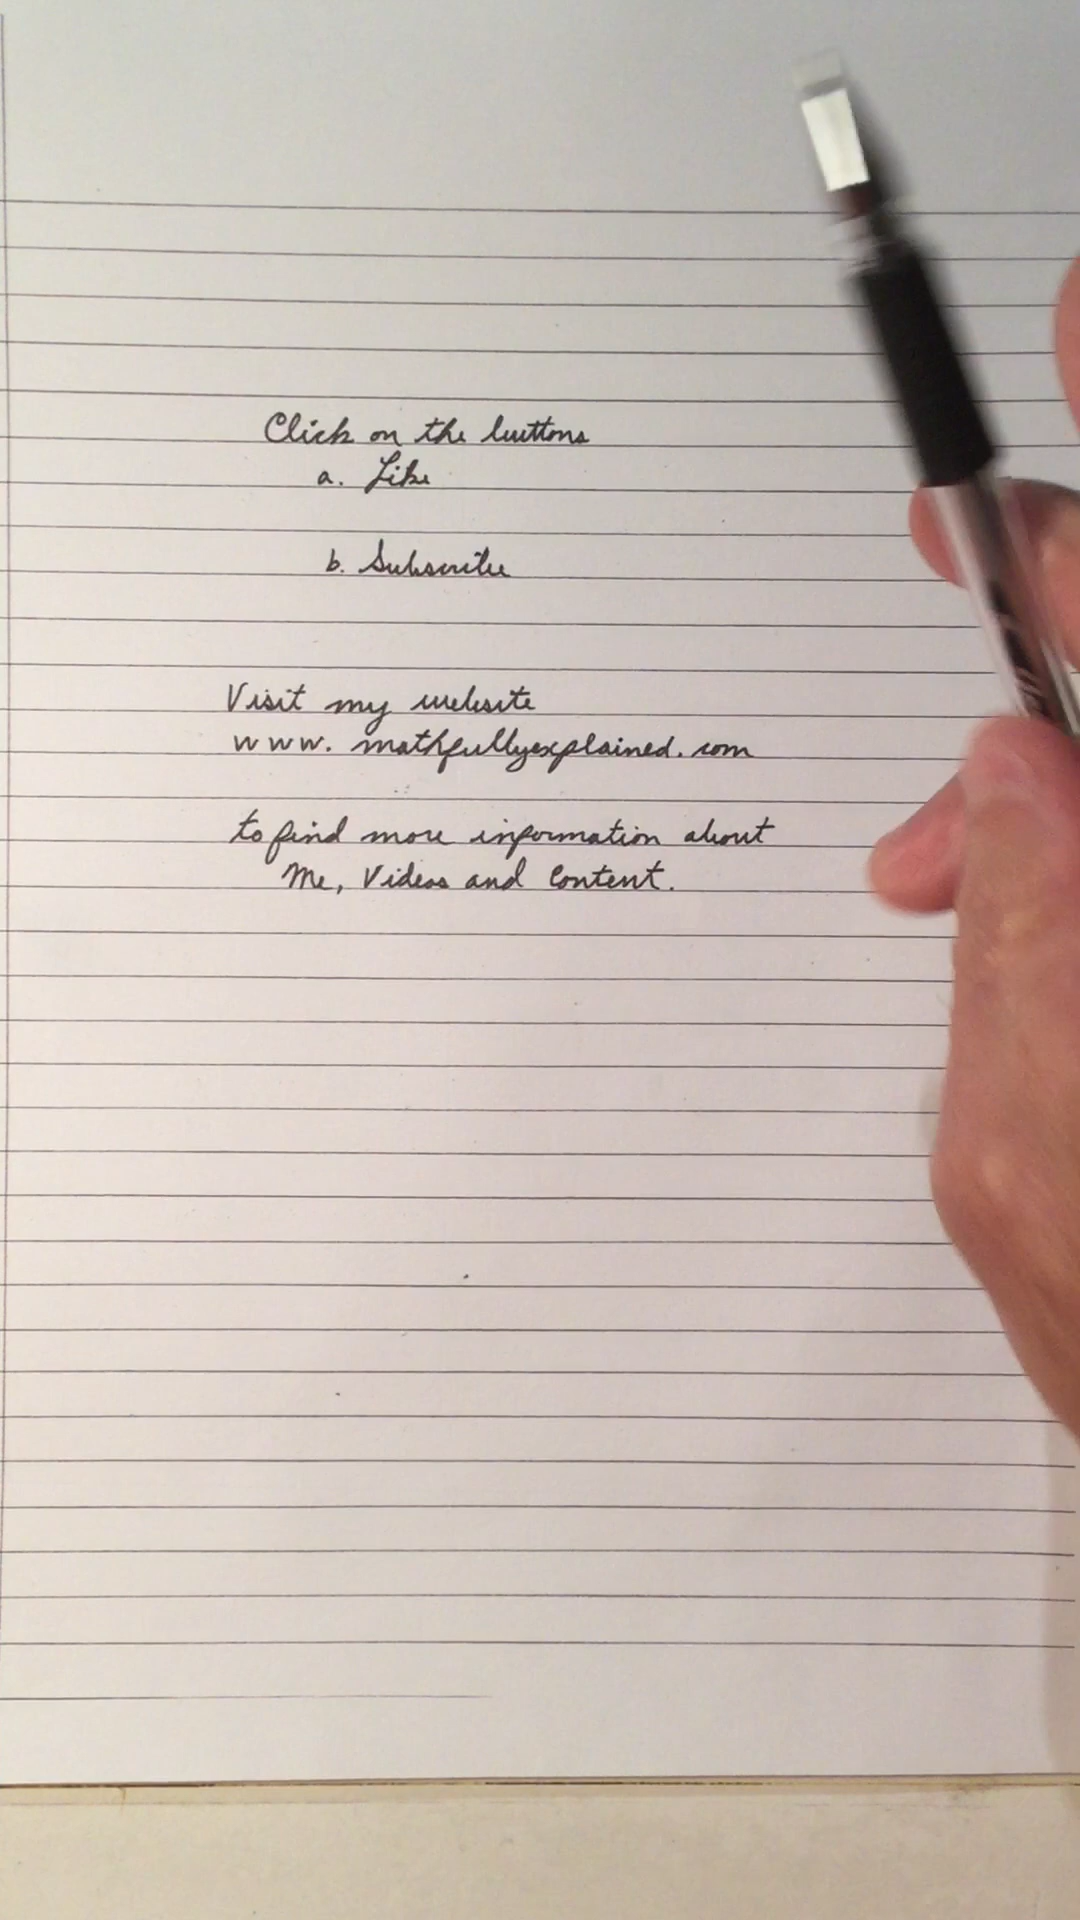 Click on the buttons
a. Like
b. Subscribe
Visit my website
www.mathfullyexplained.com
to find more information about
Me, Videos and Content.